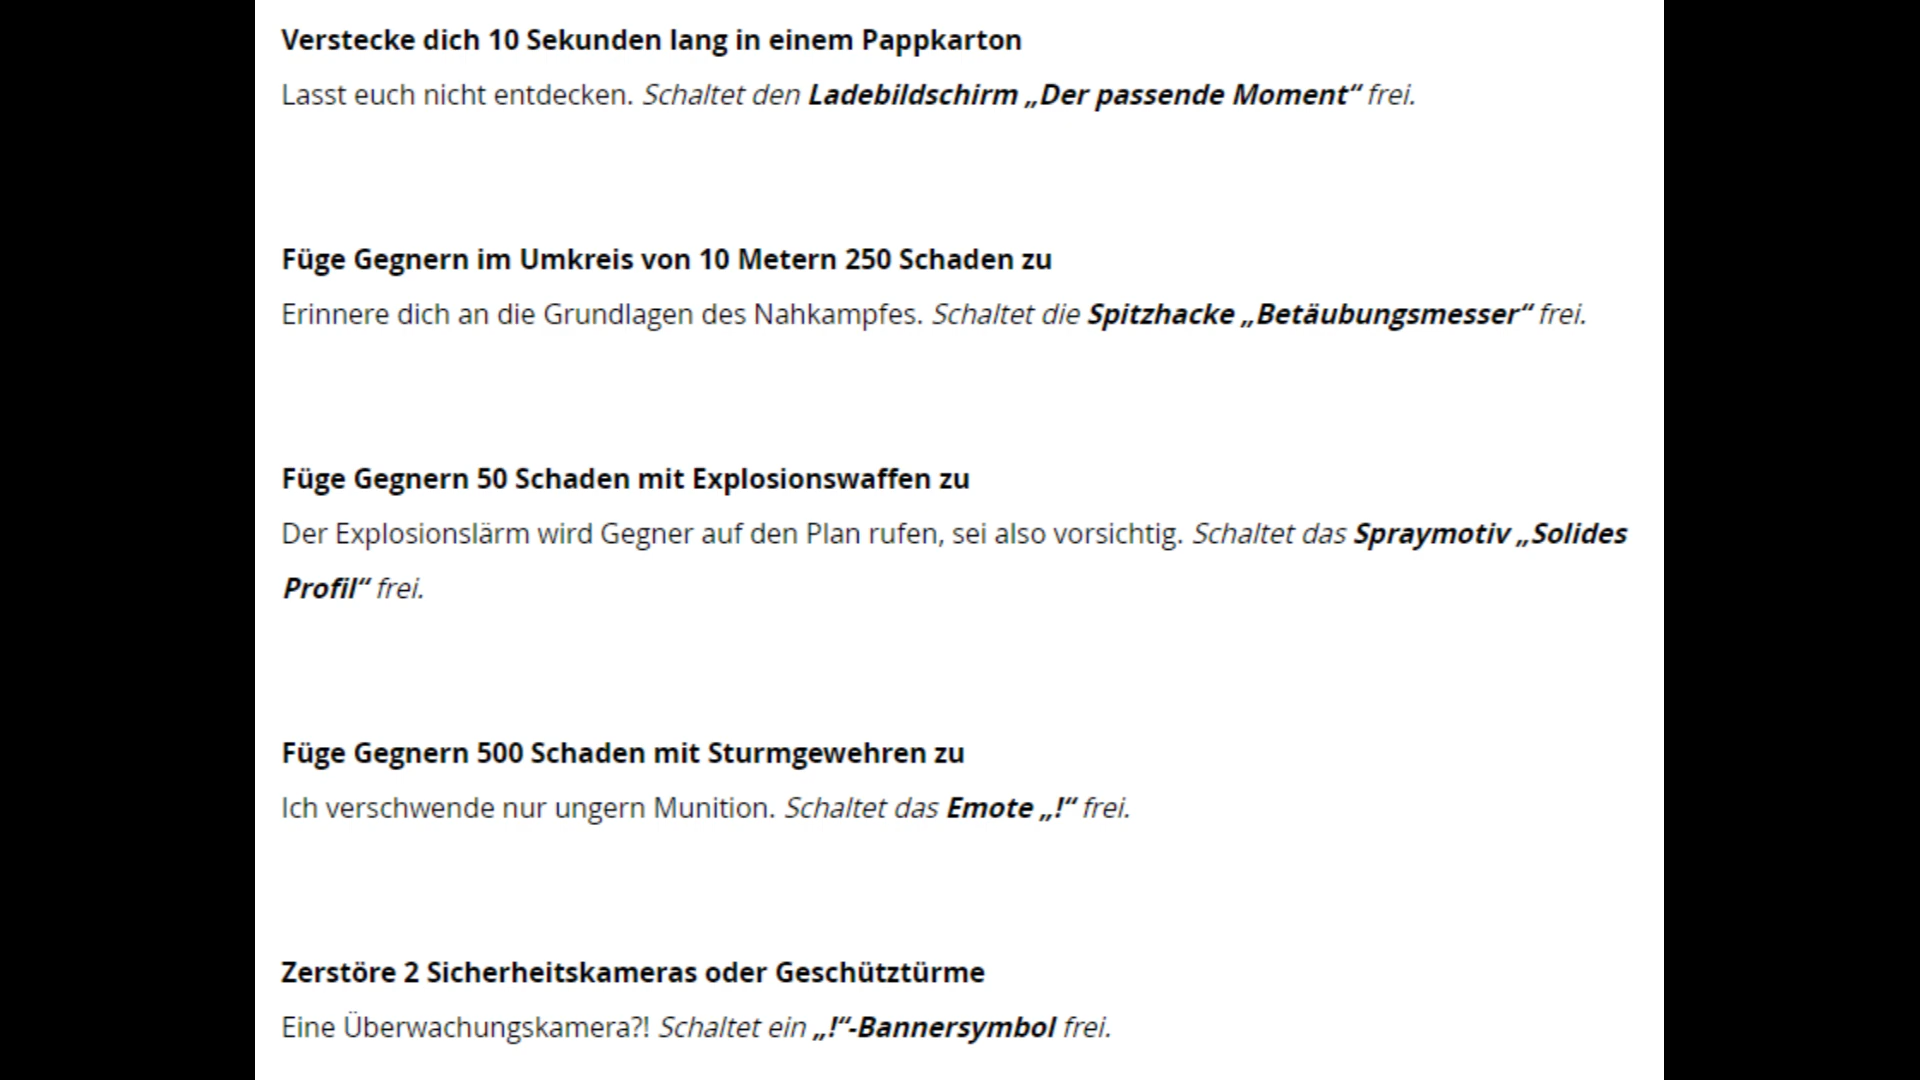 Verstecke dich 10 Sekunden lang in einem Pappkarton
Lasst euch nicht entdecken. Schaltet den Ladebildschirm „Der passende Moment“ frei.
Füge Gegnern im Umkreis von 10 Metern 250 Schaden zu
Erinnere dich an die Grundlagen des Nahkampfes. Schaltet die Spitzhacke „Betäubungsmesser“ frei.
Füge Gegnern 50 Schaden mit Explosionswaffen zu
Der Explosionslärm wird Gegner auf den Plan rufen, sei also vorsichtig. Schaltet das Spraymotiv „Solides
Profil“ frei.
Füge Gegnern 500 Schaden mit Sturmgewehren zu
Ich verschwende nur ungern Munition. Schaltet das Emote „!“ frei.
Zerstöre 2 Sicherheitskameras oder Geschütztürme
Eine Überwachungskamera?! Schaltet ein „!“-Bannersymbol frei.